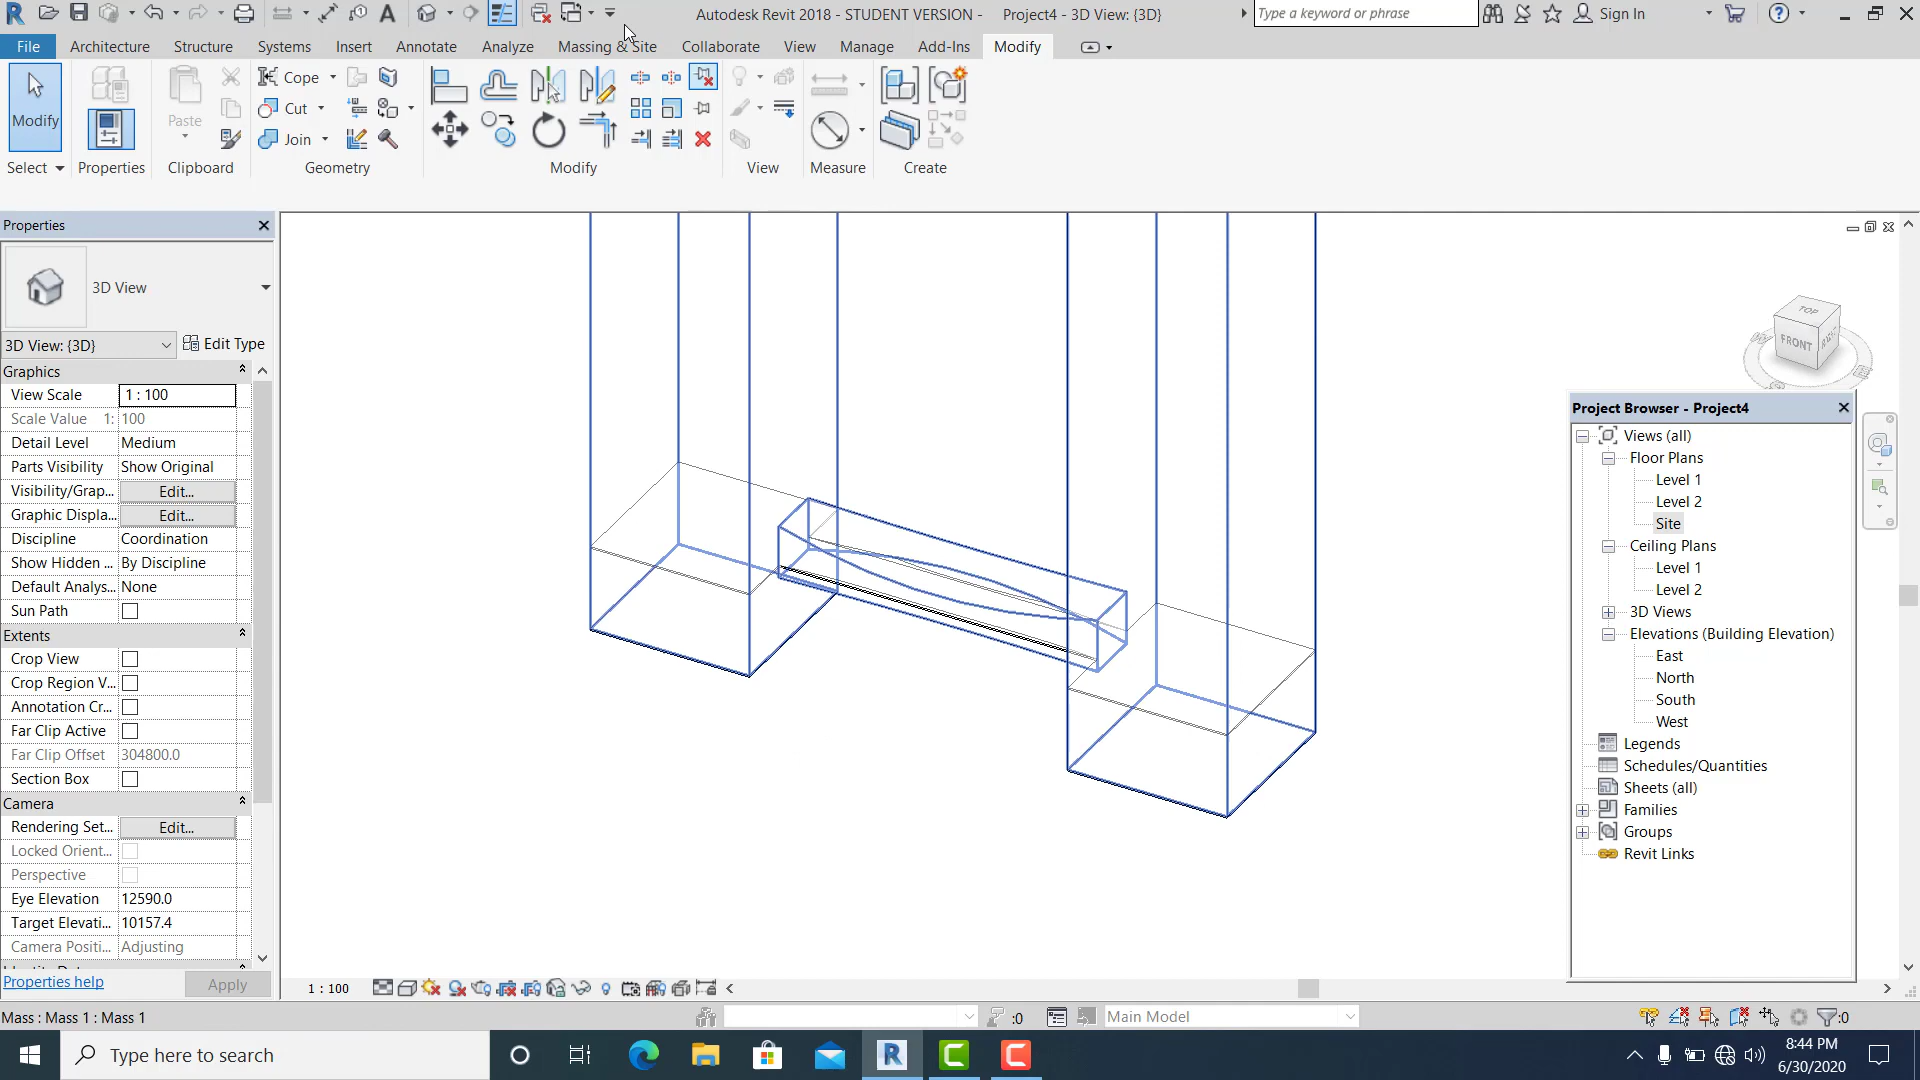 Autodesk Revit 2018 - STUDENT VERSION - Project4 - 3D View: {3D}
Type a keyword or phrase
Sign In
File Architecture Structure Systems Insert Annotate Analyze Massing & Site Collaborate View Manage Add-Ins Modify
Cope
Modify Paste Cut
Join
Select Properties Clipboard Geometry Modify View Measure Create
Properties
3D View
3D View: {3D} Edit Type
Graphics
View Scale 1 : 100
Scale Value 1: 100
Detail Level Medium
Parts Visibility Show Original
Visibility/Grap... Edit...
Graphic Displa... Edit...
Discipline Coordination
Show Hidden ... By Discipline
Default Analys... None
Sun Path
Extents
Crop View
Crop Region V...
Annotation Cr...
Far Clip Active
Far Clip Offset 304800.0
Section Box
Camera
Rendering Set... Edit...
Locked Orient...
Perspective
Eye Elevation 12590.0
Target Elevati... 10157.4
Camera Positi... Adjusting
Properties help Apply
TOP
FRONT
Project Browser - Project4
Views (all)
Floor Plans
Level 1
Level 2
Site
Ceiling Plans
Level 1
Level 2
3D Views
Elevations (Building Elevation)
East
North
South
West
Legends
Schedules/Quantities
Sheets (all)
Families
Groups
Revit Links
1 : 100
Mass : Mass 1 : Mass 1
:0
Main Model
:0
Type here to search
8:44 PM
6/30/2020